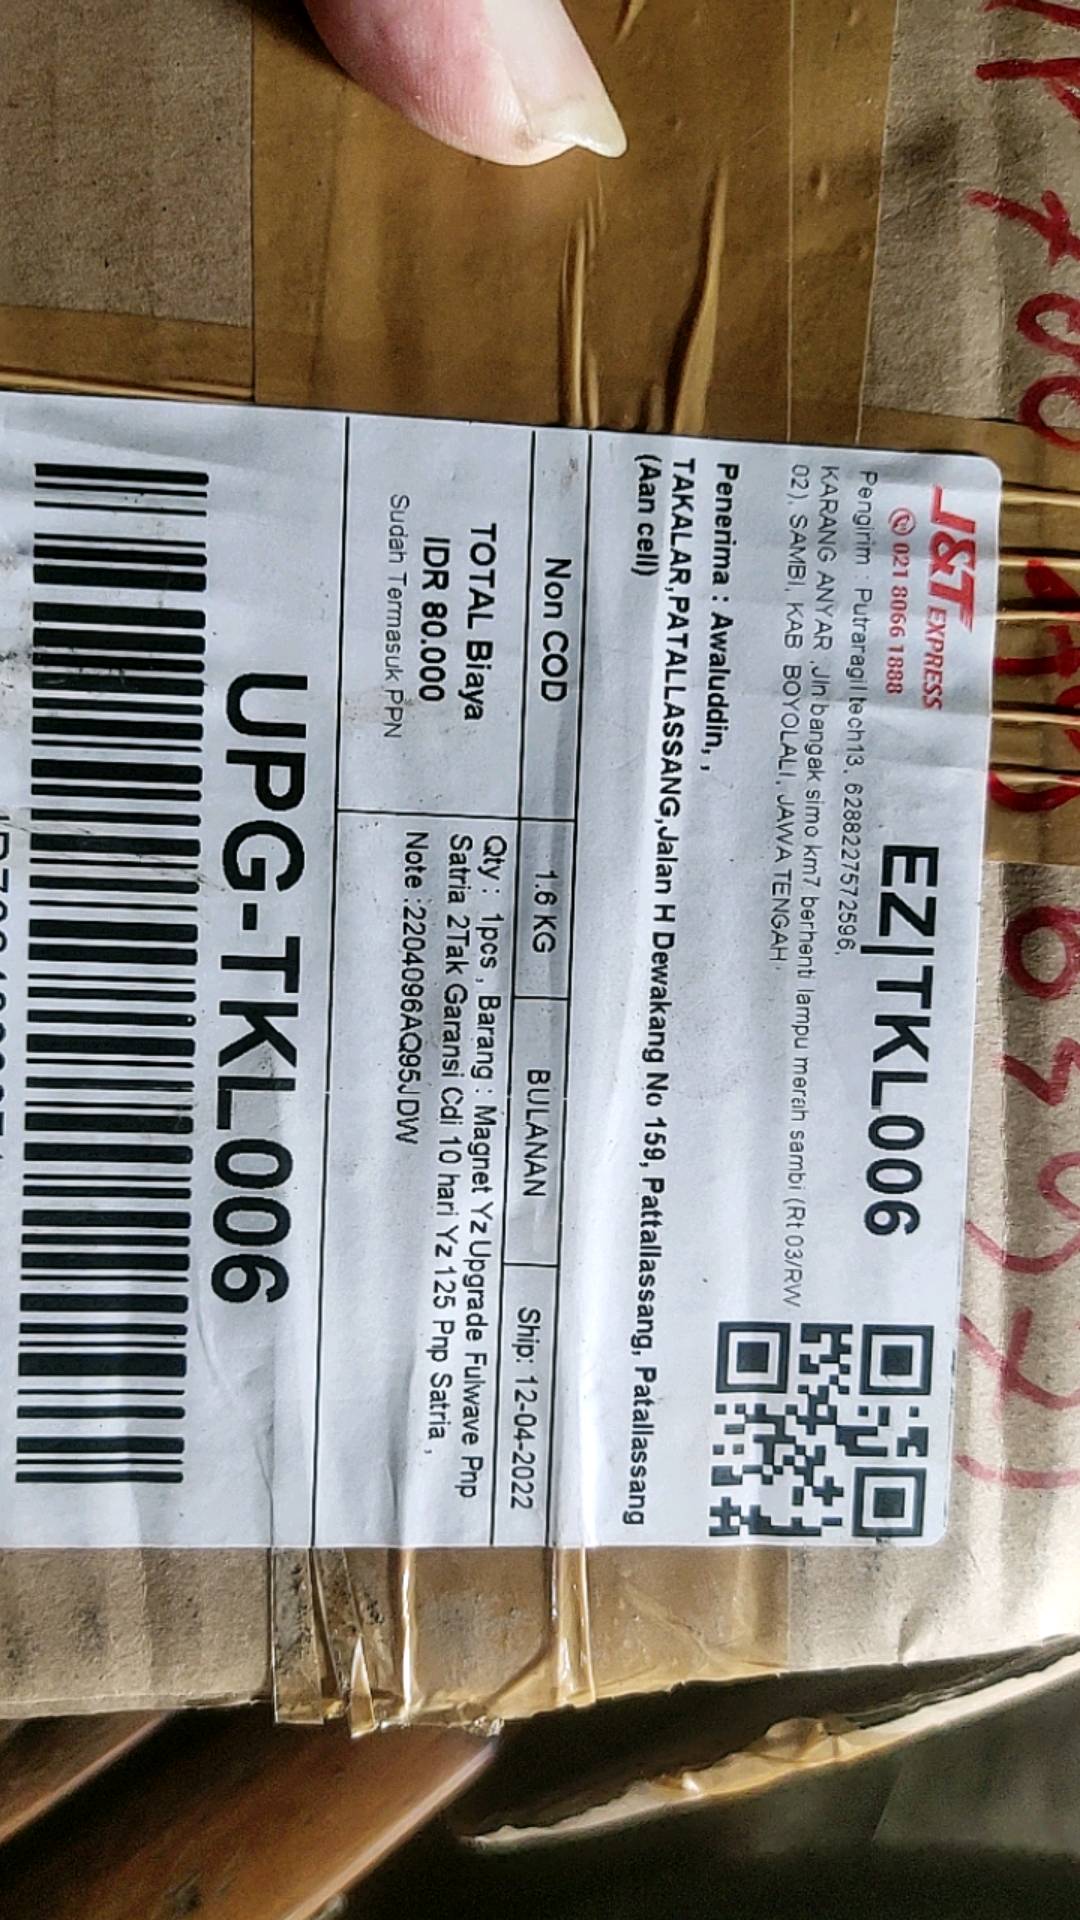 J&T EXPRESS
021 8066 1888
EZ|TKL006
Pengirim : Putraragiltech13, 6288227572596,
KARANG ANYAR ,Jln bangak simo km7 berhenti lampu merah sambi (Rt 03/RW
02), SAMBI, KAB. BOYOLALI, JAWA TENGAH.
Penerima : Awaluddin, ,
TAKALAR,PATALLASSANG,Jalan H Dewakang No 159, Pattallassang, Patallassang
(Aan cell)
Non COD
1.6 KG
BULANAN
Ship: 12-04-2022
TOTAL Biaya
IDR 80.000
Sudah Termasuk PPN
Qty : 1pcs , Barang : Magnet Yz Upgrade Fulwave Pnp
Satria 2Tak Garansi Cdi 10 hari Yz 125 Pnp Satria ,
Note :2204096AQ95JDW
UPG-TKL006